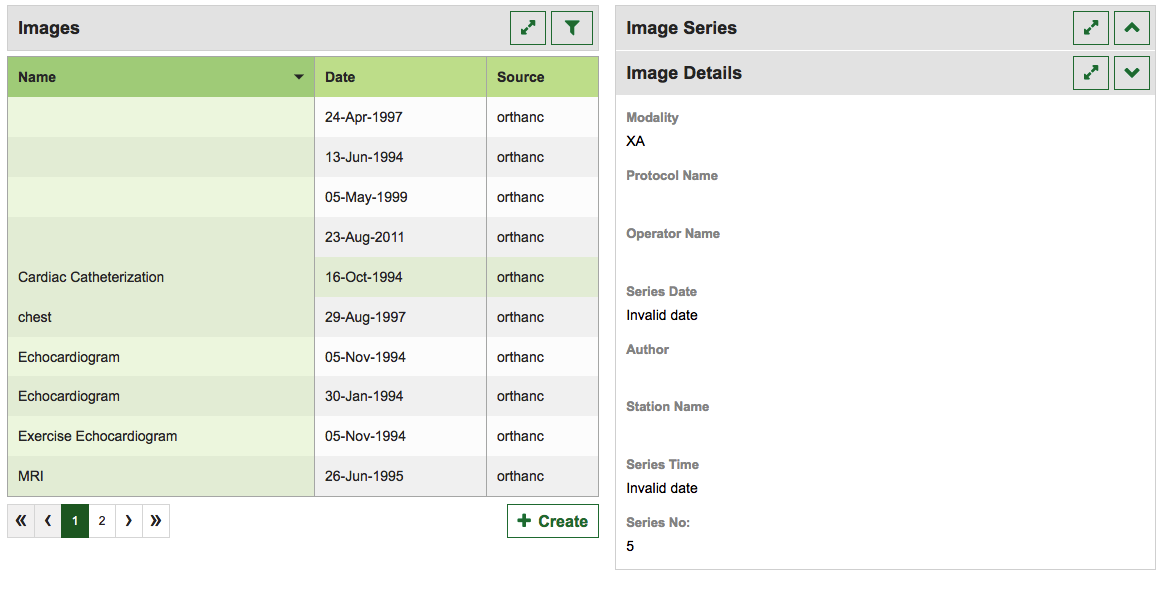 Images
Name Date Source
24-Apr-1997 orthanc
13-Jun-1994 orthanc
05-May-1999 orthanc
23-Aug-2011 orthanc
Cardiac Catheterization 16-Oct-1994 orthanc
chest 29-Aug-1997 orthanc
Echocardiogram 05-Nov-1994 orthanc
Echocardiogram 30-Jan-1994 orthanc
Exercise Echocardiogram 05-Nov-1994 orthanc
MRI 26-Jun-1995 orthanc
« ‹ 1 2 › »
+ Create
Image Series
Image Details
Modality
XA
Protocol Name
Operator Name
Series Date
Invalid date
Author
Station Name
Series Time
Invalid date
Series No:
5